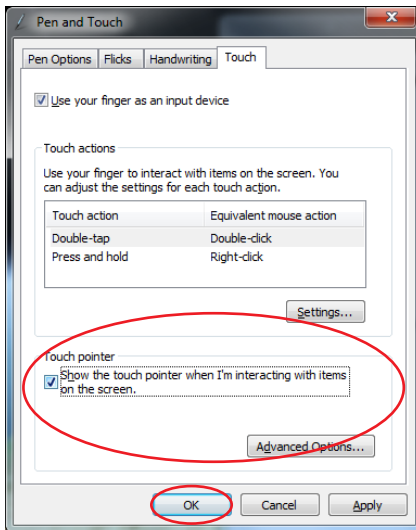 Pen and Touch
Pen Options Flicks Handwriting Touch
Use your finger as an input device
Touch actions
Use your finger to interact with items on the screen. You
can adjust the settings for each touch action.
Touch action Equivalent mouse action
Double-tap Double-click
Press and hold Right-click
Settings...
Touch pointer
Show the touch pointer when I'm interacting with items
on the screen.
Advanced Options...
OK Cancel Apply